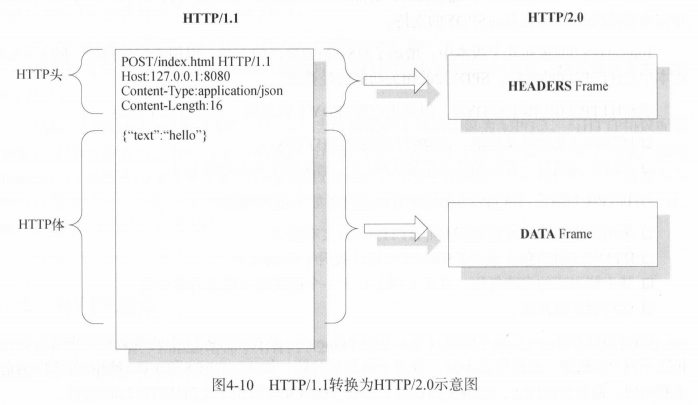 HTTP/1.1
HTTP/2.0
HTTP头
POST/index.html HTTP/1.1
Host:127.0.0.1:8080
Content-Type:application/json
Content-Length:16
HEADERS Frame
{“text”:“hello”}
HTTP体
DATA Frame
图4-10 HTTP/1.1转换为HTTP/2.0示意图